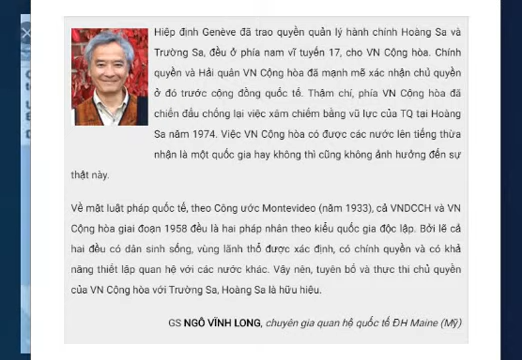 Hiệp định Genève đã trao quyền quản lý hành chính Hoàng Sa và
Trường Sa, đều ở phía nam vĩ tuyến 17, cho VN Cộng hòa. Chính
quyền và Hải quân VN Cộng hòa đã mạnh mẽ xác nhận chủ quyền
ở đó trước cộng đồng quốc tế. Thậm chí, phía VN Cộng hòa đã
chiến đấu chống lại việc xâm chiếm bằng vũ lực của TQ tại Hoàng
Sa năm 1974. Việc VN Cộng hòa có được các nước lên tiếng thừa
nhận là một quốc gia hay không thì cũng không ảnh hưởng đến sự
thật này.
Về mặt luật pháp quốc tế, theo Công ước Montevideo (năm 1933), cả VNDCCH và VN
Cộng hòa giai đoạn 1958 đều là hai pháp nhân theo kiểu quốc gia độc lập. Bởi lẽ cả
hai đều có dân sinh sống, vùng lãnh thổ được xác định, có chính quyền và có khả
năng thiết lập quan hệ với các nước khác. Vậy nên, tuyên bố và thực thi chủ quyền
của VN Cộng hòa với Trường Sa, Hoàng Sa là hữu hiệu.
GS NGÔ VĨNH LONG, chuyên gia quan hệ quốc tế ĐH Maine (Mỹ)